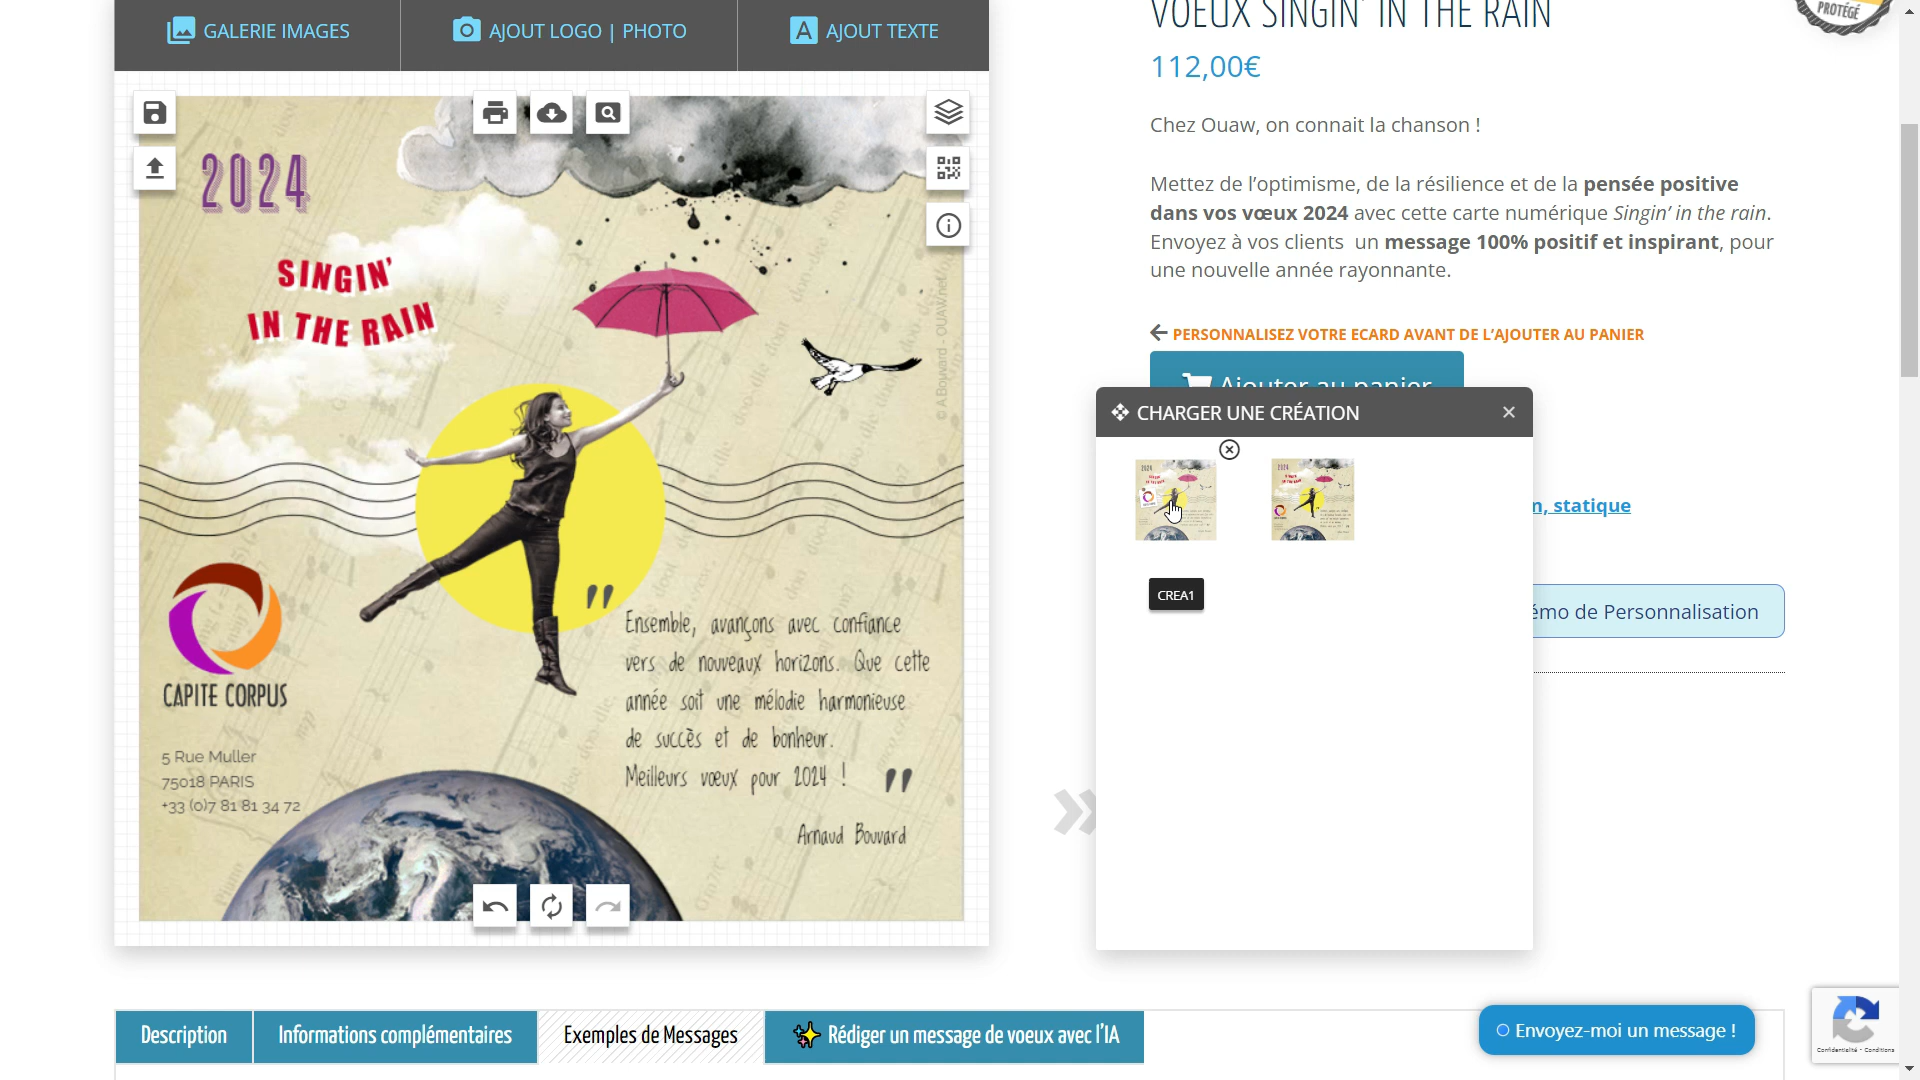 GALERIE IMAGES
AJOUT LOGO | PHOTO
AJOUT TEXTE
2024
SINGIN'
IN THE RAIN
© A.Bouvard - OUAW.net
CAPITE CORPUS
5 Rue Muller
75018 PARIS
+33 (0)7 81 81 34 72
"
Ensemble, avançons avec confiance
vers de nouveaux horizons. Que cette
année soit une mélodie harmonieuse
de succès et de bonheur.
Meilleurs vœux pour 2024 ! "
Arnaud Bouvard
VOEUX SINGIN' IN THE RAIN
PROTÉGÉ
112,00€
Chez Ouaw, on connait la chanson !
Mettez de l’optimisme, de la résilience et de la pensée positive
dans vos vœux 2024 avec cette carte numérique Singin’ in the rain.
Envoyez à vos clients un message 100% positif et inspirant, pour
une nouvelle année rayonnante.
PERSONNALISEZ VOTRE ECARD AVANT DE L’AJOUTER AU PANIER
Ajouter au panier
CHARGER UNE CRÉATION
CREA1
n, statique
émo de Personnalisation
Description
Informations complémentaires
Exemples de Messages
Rédiger un message de voeux avec l’IA
Envoyez-moi un message !
Confidentialité - Conditions